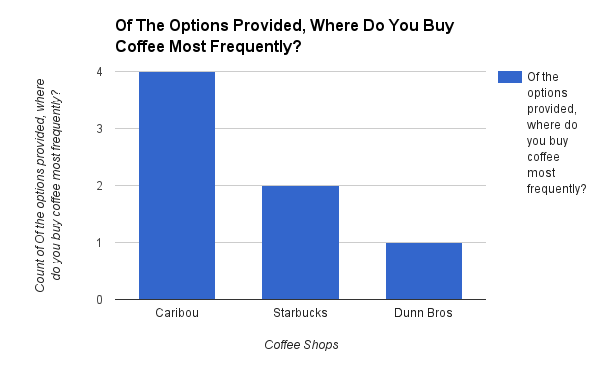 Of The Options Provided, Where Do You Buy
Coffee Most Frequently?
Count of Of the options provided, where
do you buy coffee most frequently?
4
3
2
1
0
Caribou Starbucks Dunn Bros
Coffee Shops
Of the
options
provided,
where do
you buy
coffee
most
frequently?